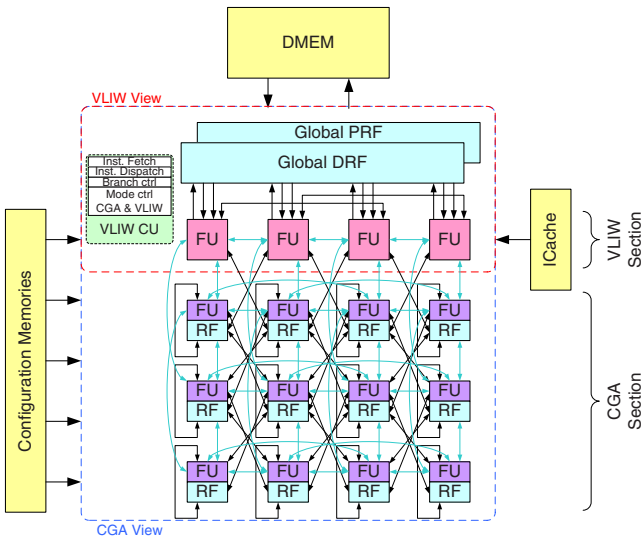 DMEM
VLIW View
Global PRF
Global DRF
Inst. Fetch
Inst. Dispatch
Branch ctrl
Mode ctrl
CGA & VLIW
VLIW CU
FU FU FU FU
ICache
VLIW
Section
Configuration Memories
FU FU FU FU
RF RF RF RF
FU FU FU FU
RF RF RF RF
FU FU FU FU
RF RF RF RF
CGA
Section
CGA View